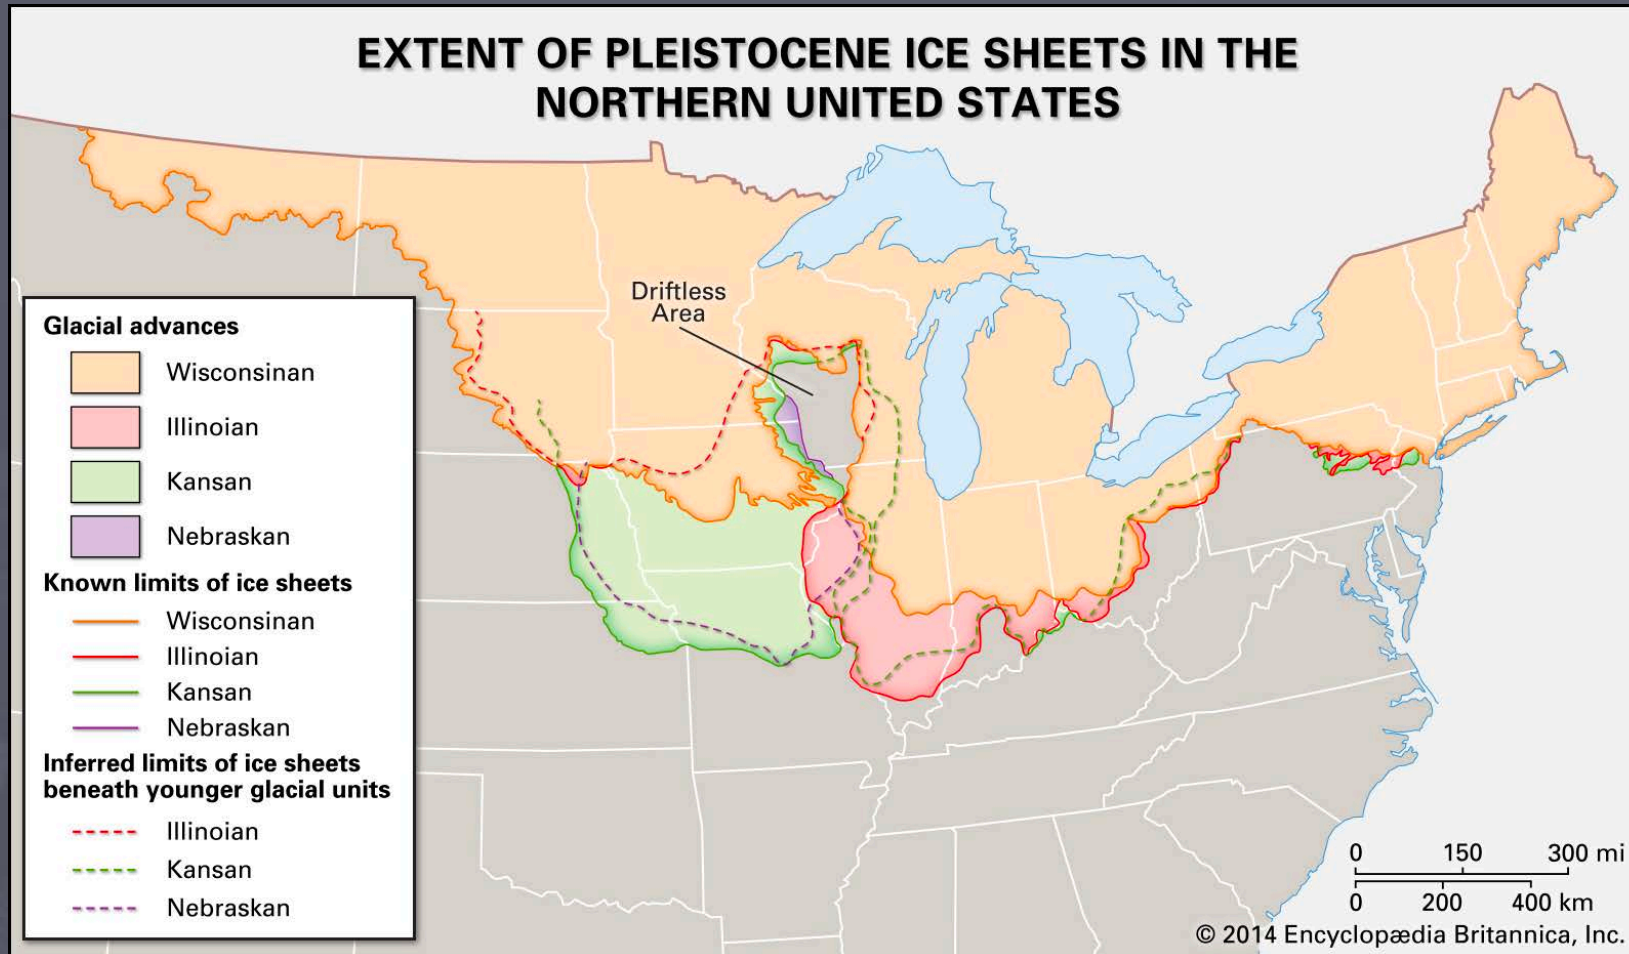 EXTENT OF PLEISTOCENE ICE SHEETS IN THE
NORTHERN UNITED STATES
Driftless
Area
Glacial advances
Wisconsinan
Illinoian
Kansan
Nebraskan
Known limits of ice sheets
Wisconsinan
Illinoian
Kansan
Nebraskan
Inferred limits of ice sheets
beneath younger glacial units
Illinoian
Kansan
Nebraskan
0 150 300 mi
0 200 400 km
© 2014 Encyclopædia Britannica, Inc.